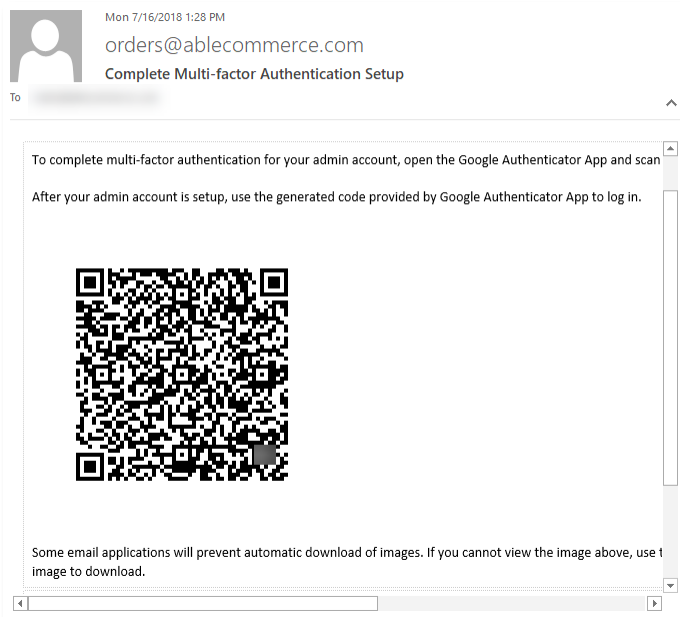 Mon 7/16/2018 1:28 PM
orders@ablecommerce.com
Complete Multi-factor Authentication Setup
To
To complete multi-factor authentication for your admin account, open the Google Authenticator App and scan
After your admin account is setup, use the generated code provided by Google Authenticator App to log in.
Some email applications will prevent automatic download of images. If you cannot view the image above, use t
image to download.